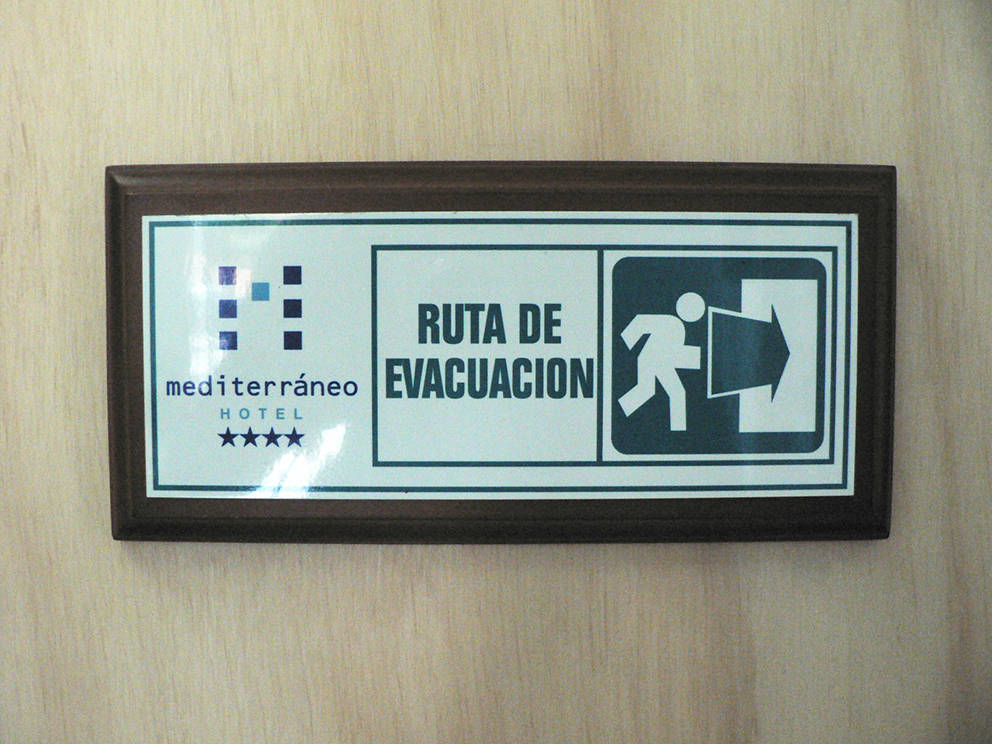 mediterráneo
HOTEL
RUTA DE
EVACUACION